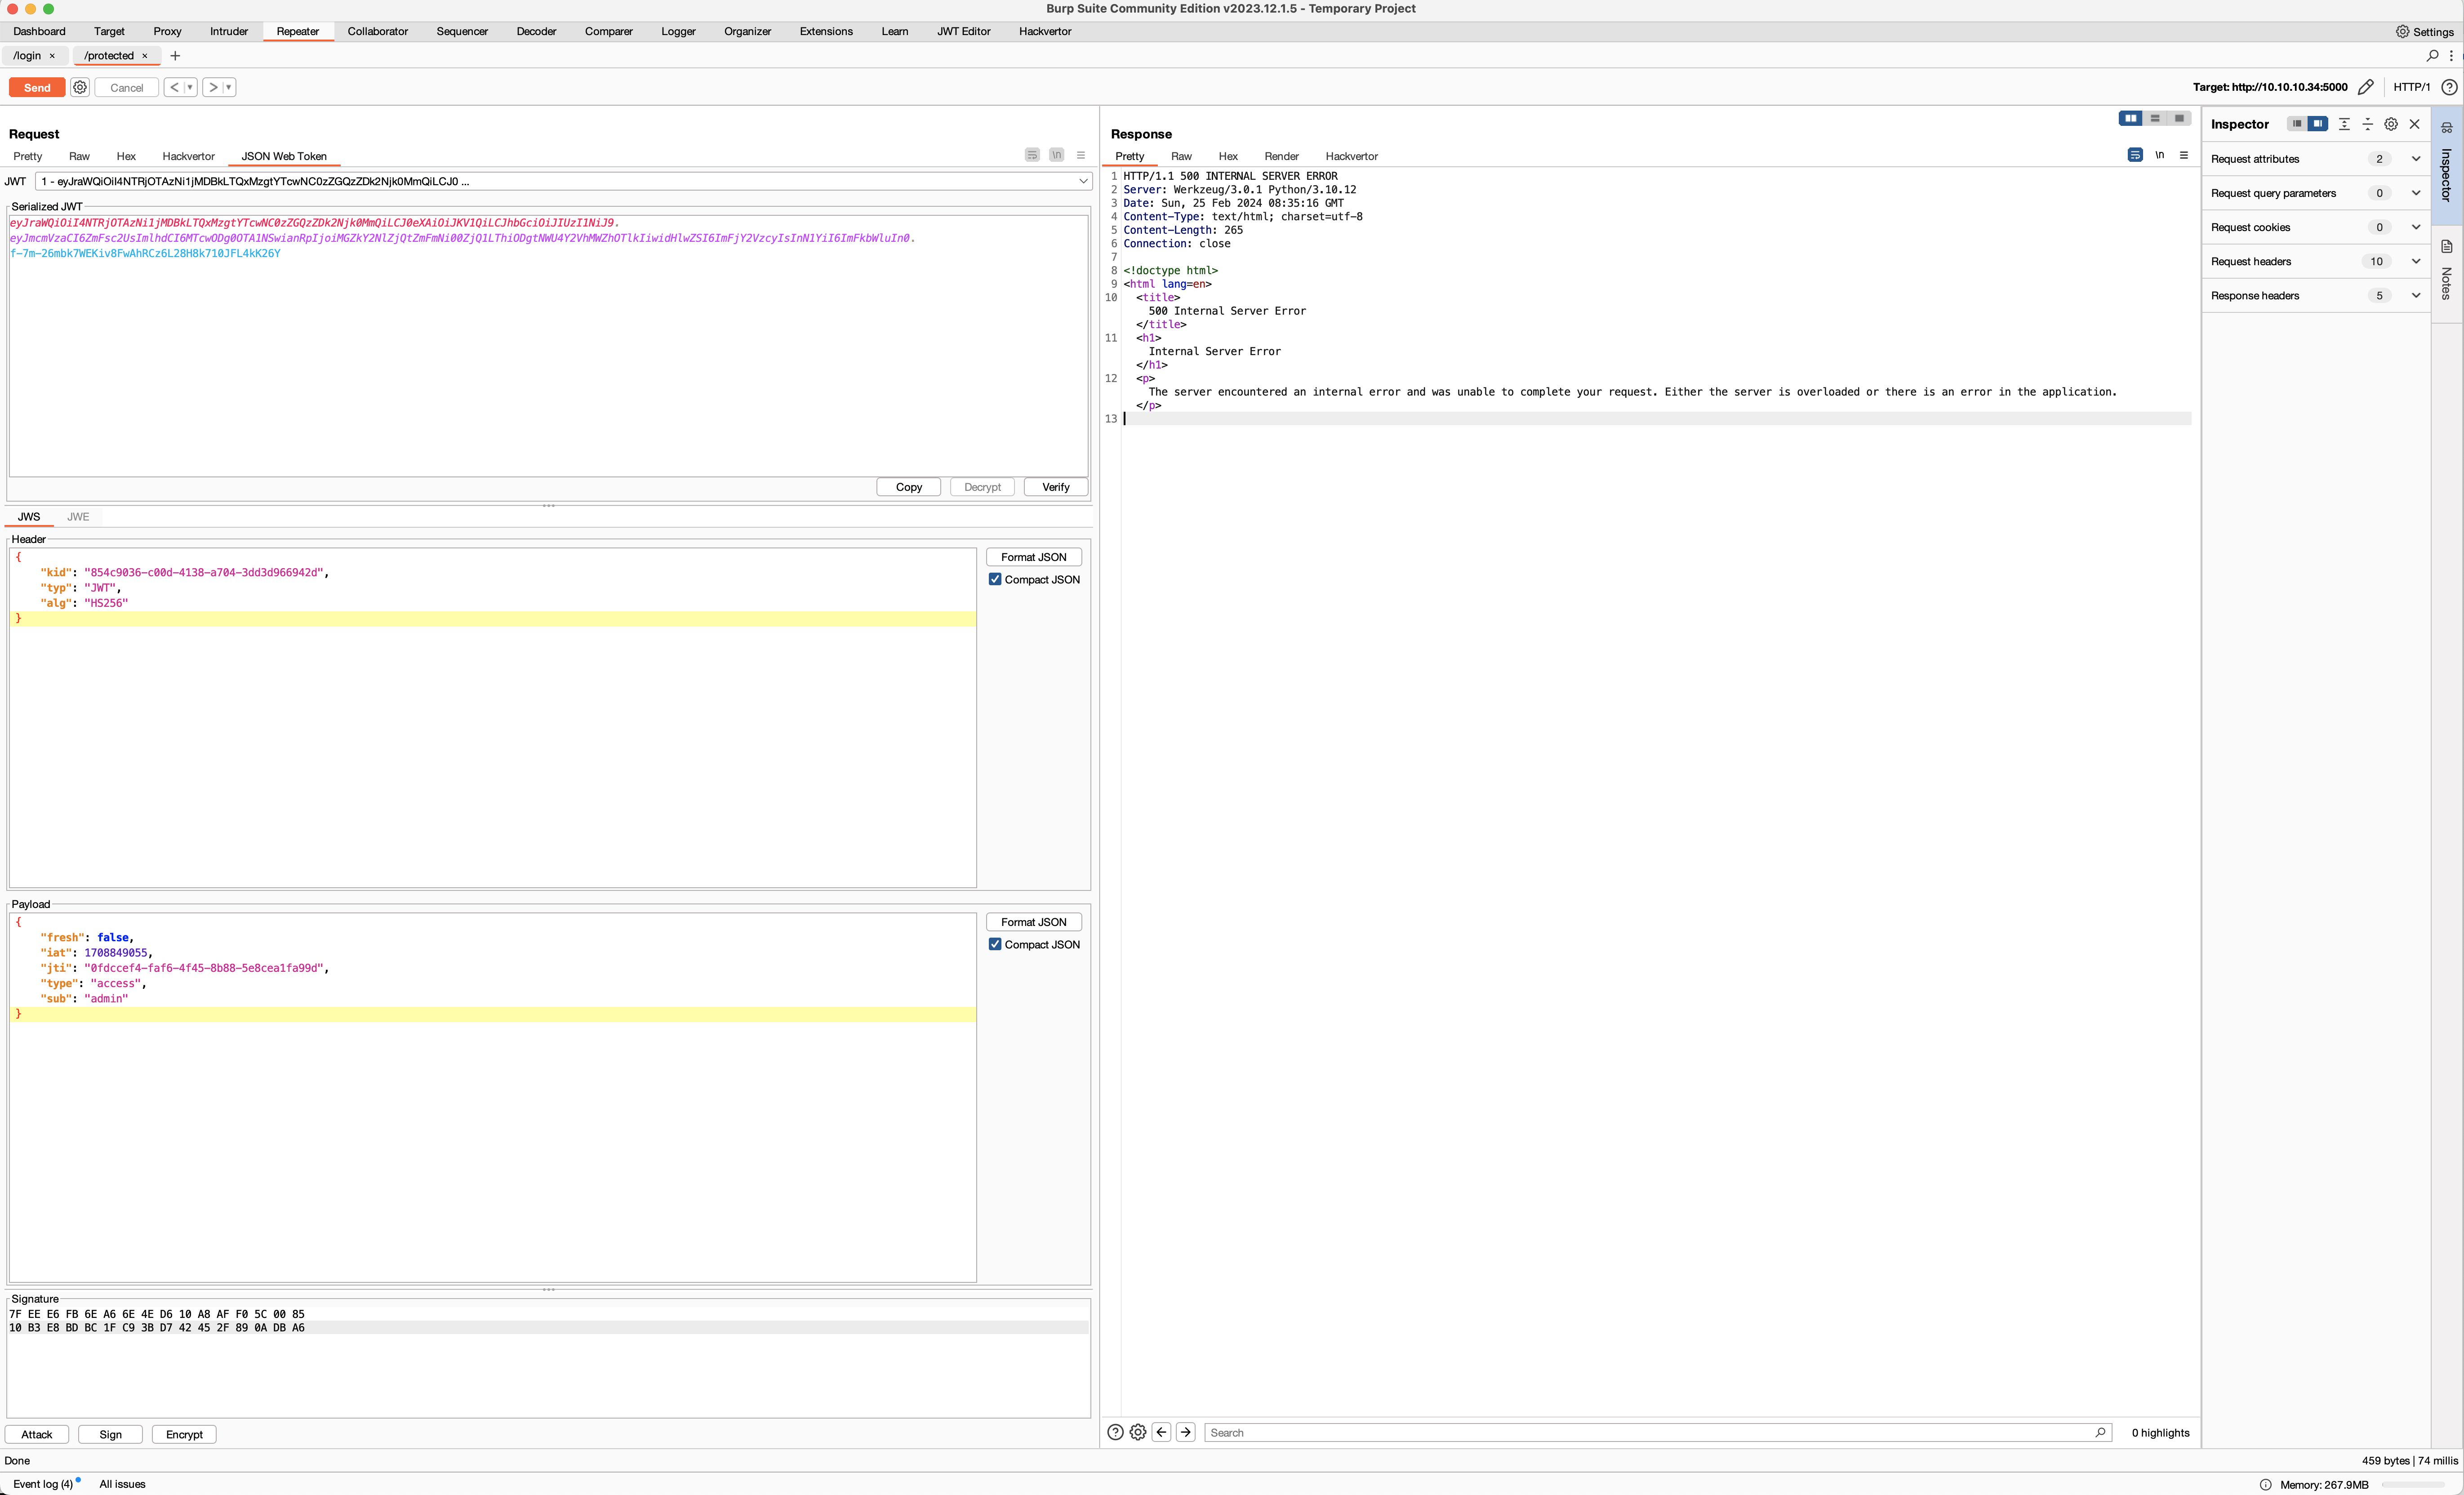 Burp Suite Community Edition v2023.12.1.5 - Temporary Project
Dashboard Target Proxy Intruder Repeater Collaborator Sequencer Decoder Comparer Logger Organizer Extensions Learn JWT Editor Hackvertor Settings
/login × /protected × +
Send Cancel < > Target: http://10.10.10.34:5000 HTTP/1 ?
Request
Pretty Raw Hex Hackvertor JSON Web Token \n
JWT 1 - eyJraWQiOiI4NTRjOTAzNi1jMDBkLTQxMzgtYTcwNC0zZGQzZDk2Njk0MmQiLCJ0 ...
Serialized JWT
eyJraWQiOiI4NTRjOTAzNi1jMDBkLTQxMzgtYTcwNC0zZGQzZDk2Njk0MmQiLCJ0eXAiOiJKV1QiLCJhbGciOiJIUzI1NiJ9.
eyJmcmVzaCI6ZmFsc2UsImlhdCI6MTcwODg0OTA1NSwianRpIjoiMGZkY2NlZjQtZmFmNi00ZjQ1LThiODgtNWU4Y2VhMWZhOTlkIiwidHlwZSI6ImFjY2VzcyIsInN1YiI6ImFkbWluIn0.
f-7m-26mbk7WEKiv8FwAhRCz6L28H8k710JFL4kK26Y
Copy Decrypt Verify
JWS JWE
Header
{
"kid": "854c9036-c00d-4138-a704-3dd3d966942d",
"typ": "JWT",
"alg": "HS256"
}
Format JSON
Compact JSON
Payload
{
"fresh": false,
"iat": 1708849055,
"jti": "0fdccef4-faf6-4f45-8b88-5e8cea1fa99d",
"type": "access",
"sub": "admin"
}
Format JSON
Compact JSON
Signature
7F EE E6 FB 6E A6 6E 4E D6 10 A8 AF F0 5C 00 85
10 B3 E8 BD BC 1F C9 3B D7 42 45 2F 89 0A DB A6
Attack Sign Encrypt
Response
Pretty Raw Hex Render Hackvertor \n
1 HTTP/1.1 500 INTERNAL SERVER ERROR
2 Server: Werkzeug/3.0.1 Python/3.10.12
3 Date: Sun, 25 Feb 2024 08:35:16 GMT
4 Content-Type: text/html; charset=utf-8
5 Content-Length: 265
6 Connection: close
7
8 <!doctype html>
9 <html lang=en>
10 <title>
500 Internal Server Error
</title>
11 <h1>
Internal Server Error
</h1>
12 <p>
The server encountered an internal error and was unable to complete your request. Either the server is overloaded or there is an error in the application.
</p>
13
? Search 0 highlights
Inspector
Request attributes 2
Request query parameters 0
Request cookies 0
Request headers 10
Response headers 5
Inspector
Notes
Done 459 bytes | 74 millis
Event log (4) All issues Memory: 267.9MB